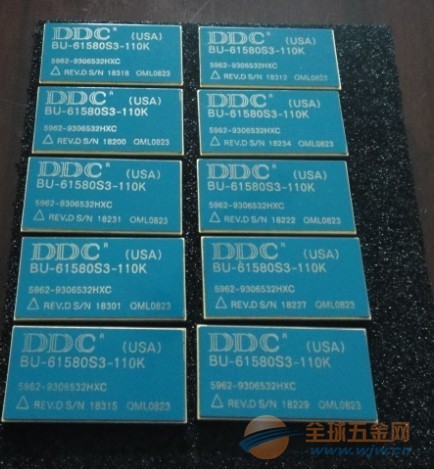 DDC® (USA)
BU-61580S3-110K
5962-9306532HXC
△ REV.D S/N 18318 QML0823
DDC® (USA)
BU-61580S3-110K
5962-9306532HXC
△ REV.D S/N 18312 QML0823
DDC® (USA)
BU-61580S3-110K
5962-9306532HXC
△ REV.D S/N 18200 QML0823
DDC® (USA)
BU-61580S3-110K
5962-9306532HXC
△ REV.D S/N 18234 QML0823
DDC® (USA)
BU-61580S3-110K
5962-9306532HXC
△ REV.D S/N 18231 QML0823
DDC® (USA)
BU-61580S3-110K
5962-9306532HXC
△ REV.D S/N 18222 QML0823
DDC® (USA)
BU-61580S3-110K
5962-9306532HXC
△ REV.D S/N 18301 QML0823
DDC® (USA)
BU-61580S3-110K
5962-9306532HXC
△ REV.D S/N 18227 QML0823
DDC® (USA)
BU-61580S3-110K
5962-9306532HXC
△ REV.D S/N 18315 QML0823
DDC® (USA)
BU-61580S3-110K
5962-9306532HXC
△ REV.D S/N 18229 QML0823
全球五金网
www.wjw.cn